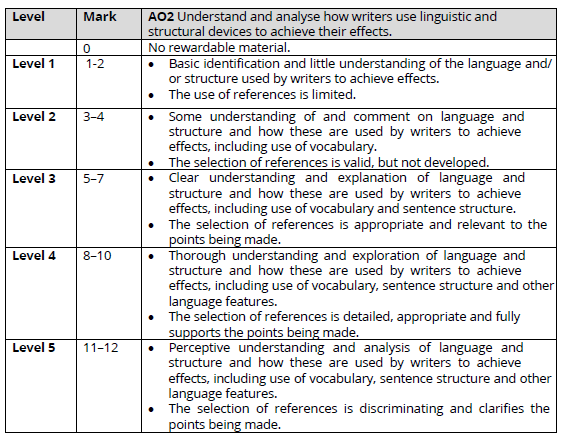 Level Mark AO2 Understand and analyse how writers use linguistic and
structural devices to achieve their effects.
0 No rewardable material.
Level 1 1-2 • Basic identification and little understanding of the language and/
or structure used by writers to achieve effects.
• The use of references is limited.
Level 2 3–4 • Some understanding of and comment on language and
structure and how these are used by writers to achieve
effects, including use of vocabulary.
• The selection of references is valid, but not developed.
Level 3 5–7 • Clear understanding and explanation of language and
structure and how these are used by writers to achieve
effects, including use of vocabulary and sentence structure.
• The selection of references is appropriate and relevant to the
points being made.
Level 4 8–10 • Thorough understanding and exploration of language and
structure and how these are used by writers to achieve
effects, including use of vocabulary, sentence structure and other
language features.
• The selection of references is detailed, appropriate and fully
supports the points being made.
Level 5 11–12 • Perceptive understanding and analysis of language and
structure and how these are used by writers to achieve
effects, including use of vocabulary, sentence structure and other
language features.
• The selection of references is discriminating and clarifies the
points being made.